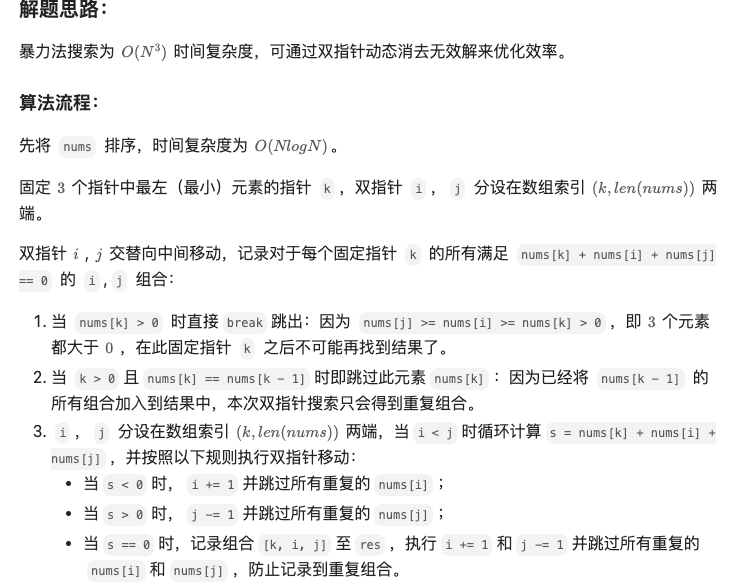 解题思路：
暴力法搜索为 O(N³) 时间复杂度，可通过双指针动态消去无效解来优化效率。
算法流程：
先将 nums 排序，时间复杂度为 O(NlogN)。
固定 3 个指针中最左（最小）元素的指针 k，双指针 i，j 分设在数组索引 (k, len(nums)) 两
端。
双指针 i , j 交替向中间移动，记录对于每个固定指针 k 的所有满足 nums[k] + nums[i] + nums[j]
== 0 的 i,j 组合：
1. 当 nums[k] > 0 时直接 break 跳出：因为 nums[j] >= nums[i] >= nums[k] > 0，即 3 个元素
都大于 0 ，在此固定指针 k 之后不可能再找到结果了。
2. 当 k > 0 且 nums[k] == nums[k - 1] 时即跳过此元素 nums[k] ：因为已经将 nums[k - 1] 的
所有组合加入到结果中，本次双指针搜索只会得到重复组合。
3. i，j 分设在数组索引 (k, len(nums)) 两端，当 i < j 时循环计算 s = nums[k] + nums[i] +
nums[j]，并按照以下规则执行双指针移动：
• 当 s < 0 时，i += 1 并跳过所有重复的 nums[i]；
• 当 s > 0 时，j -= 1 并跳过所有重复的 nums[j]；
• 当 s == 0 时，记录组合 [k, i, j] 至 res，执行 i += 1 和 j -= 1 并跳过所有重复的
nums[i] 和 nums[j]，防止记录到重复组合。